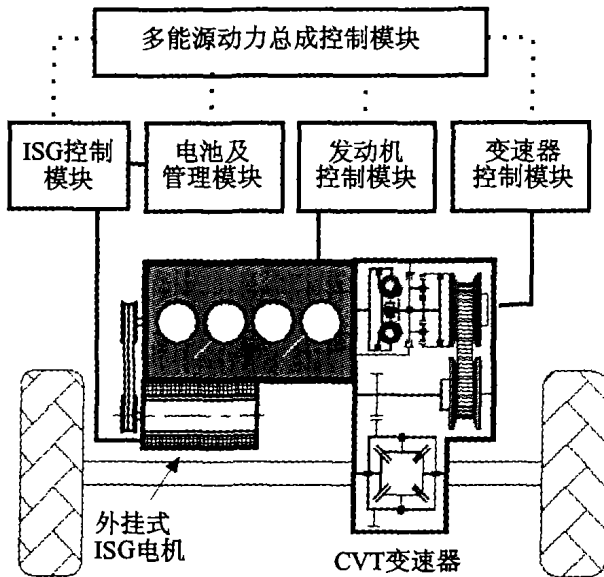 多能源动力总成控制模块
ISG控制
模块
电池及
管理模块
发动机
控制模块
变速器
控制模块
外挂式
ISG电机
CVT变速器